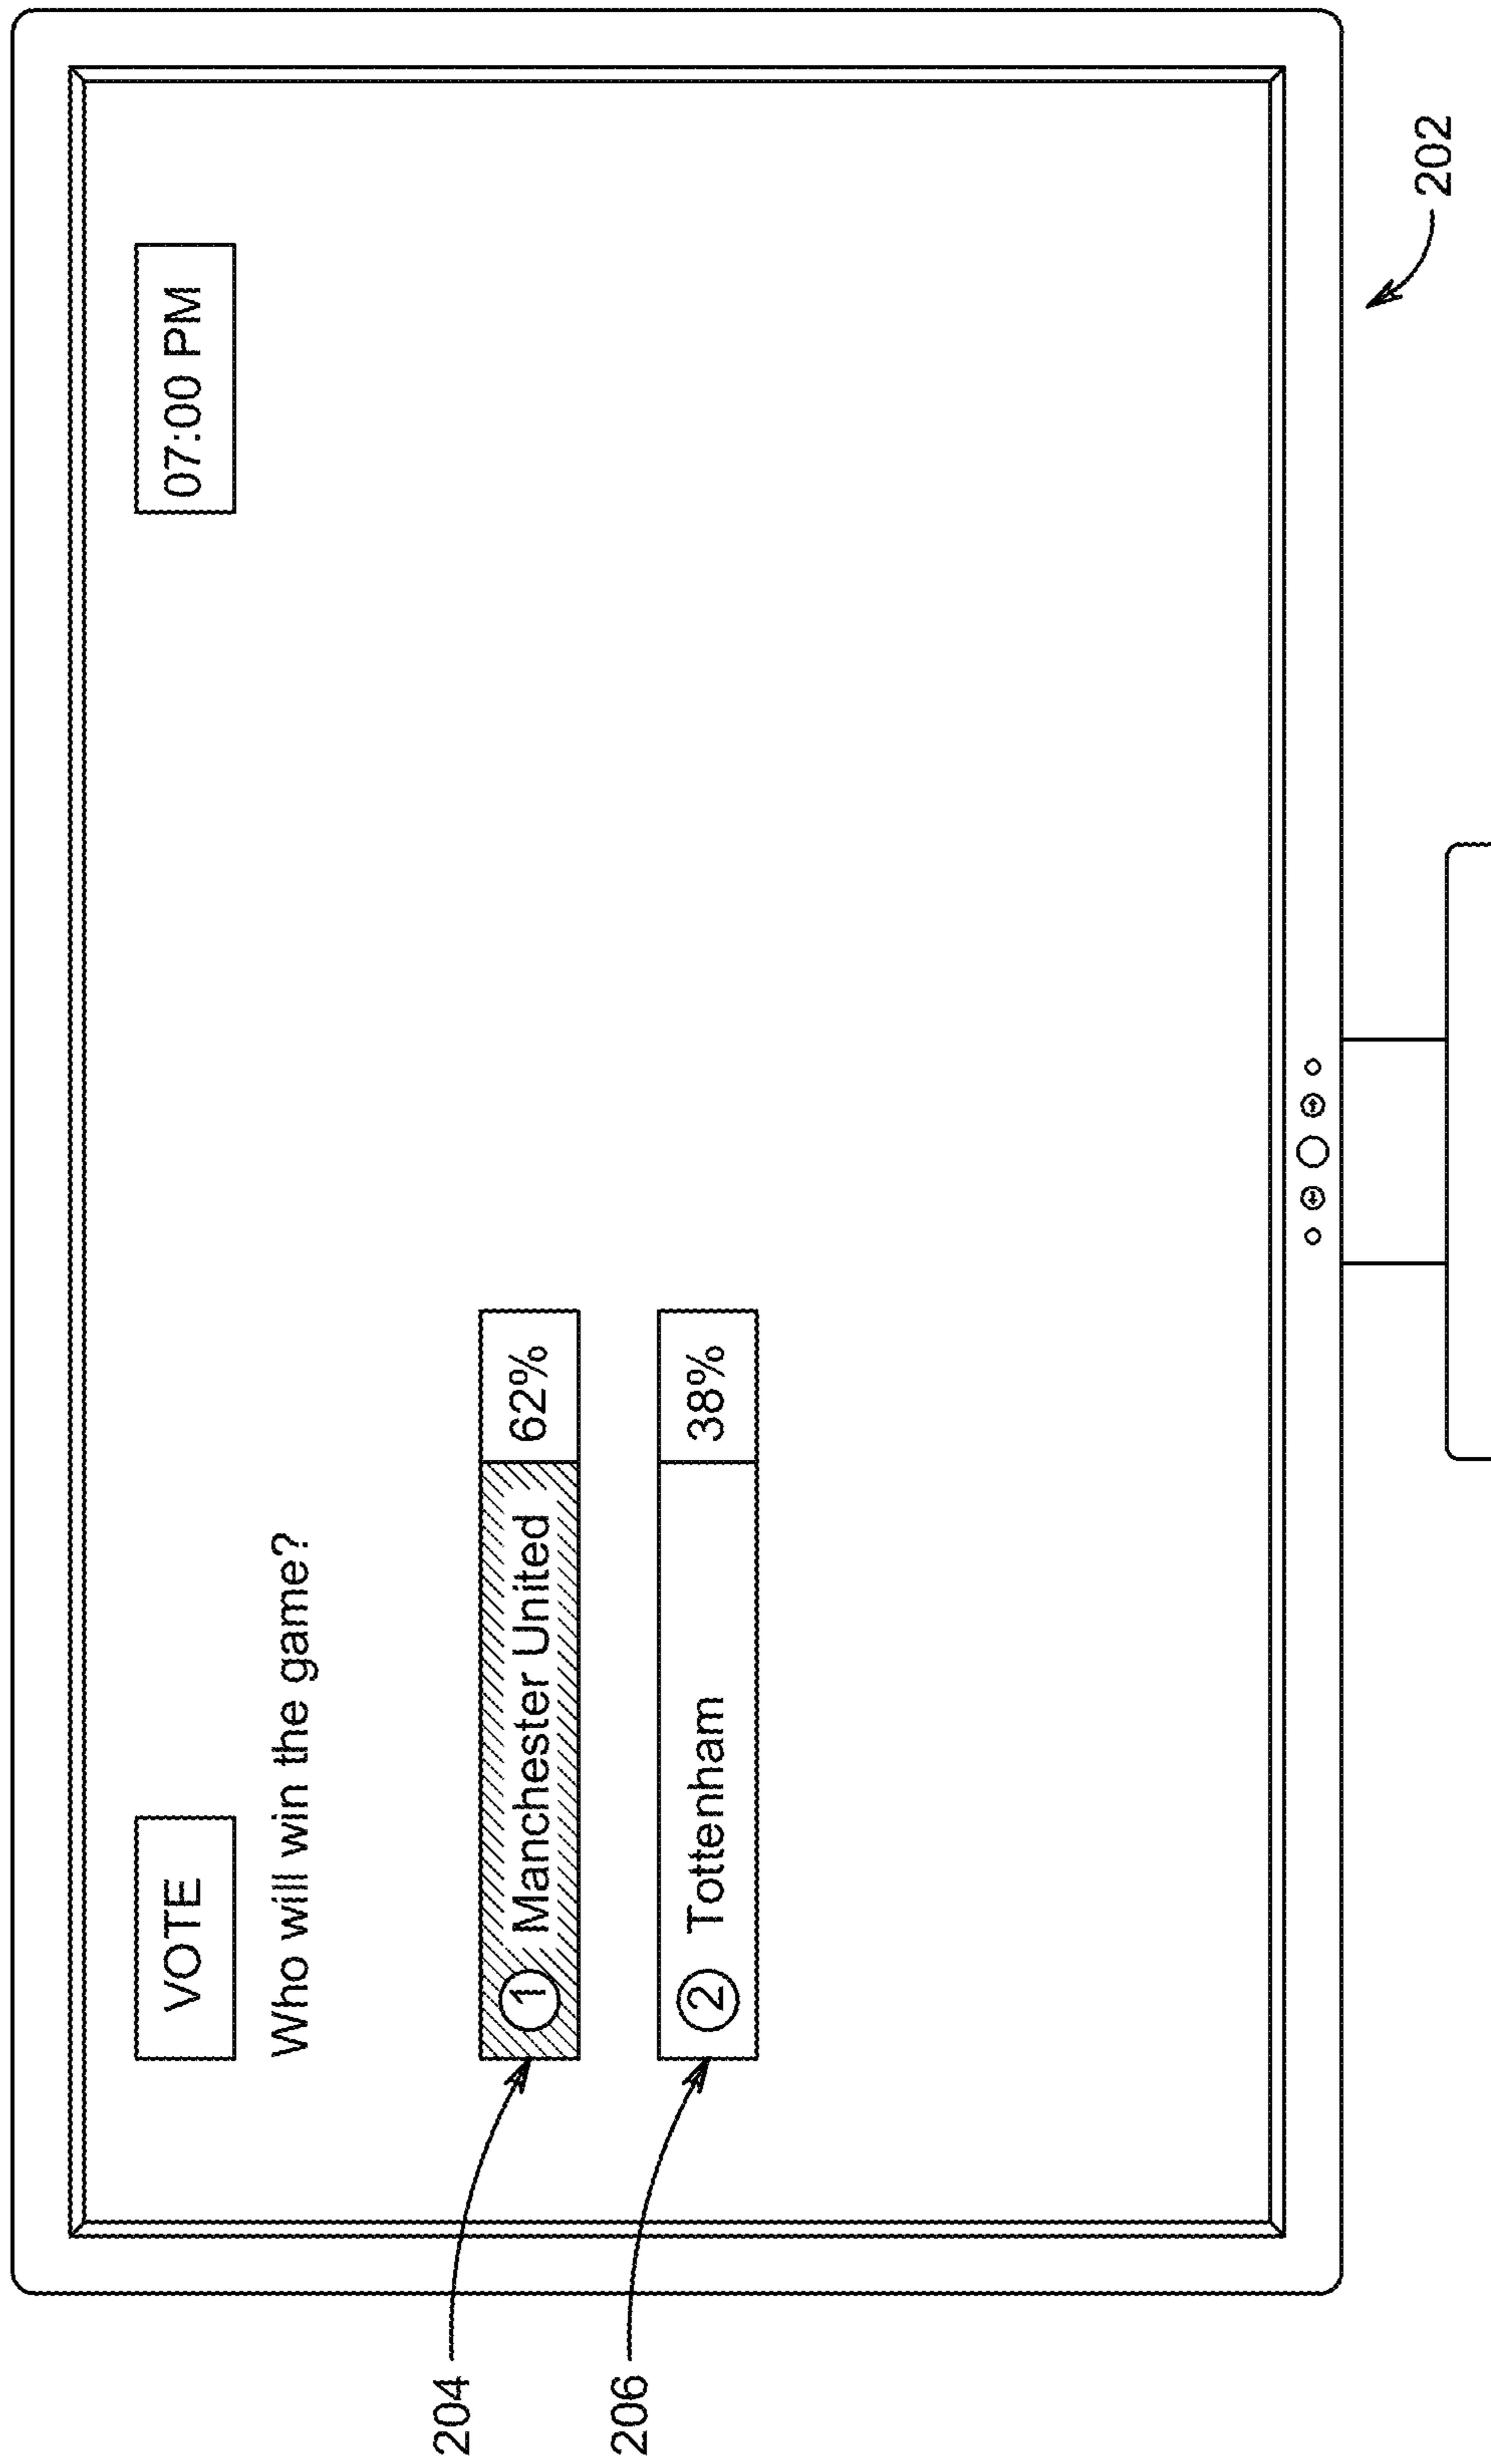 VOTE
07:00 PM
Who will win the game?
204
1 Manchester United 62%
206
2 Tottenham 38%
202